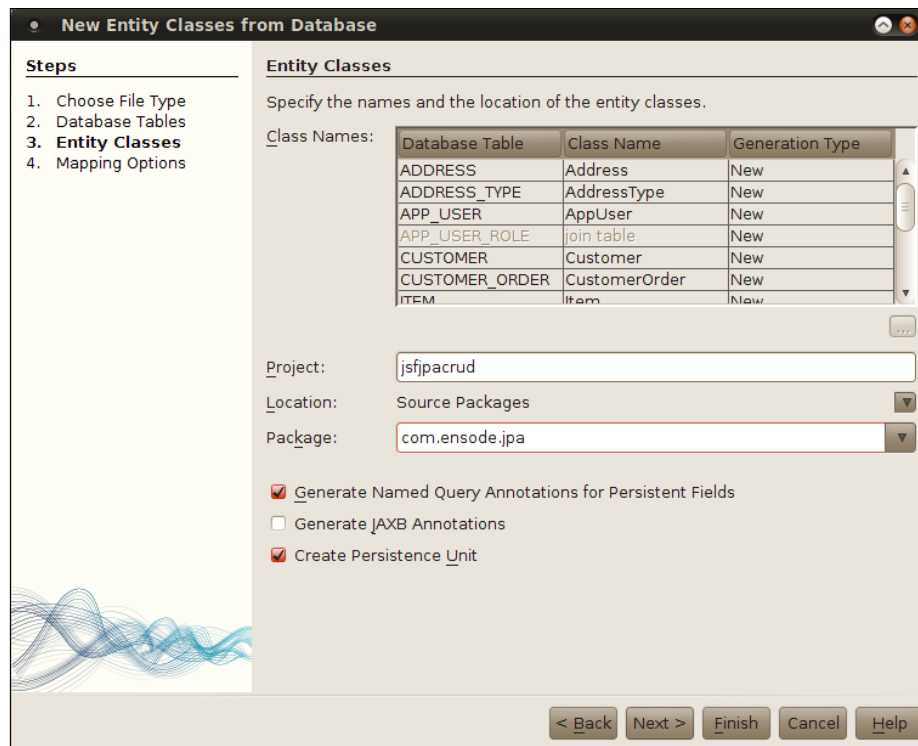 New Entity Classes from Database
Steps
1. Choose File Type
2. Database Tables
3. Entity Classes
4. Mapping Options
Entity Classes
Specify the names and the location of the entity classes.
Class Names:
Database Table Class Name Generation Type
ADDRESS Address New
ADDRESS_TYPE AddressType New
APP_USER AppUser New
APP_USER_ROLE join table New
CUSTOMER Customer New
CUSTOMER_ORDER CustomerOrder New
ITEM Item New
...
Project: jsfjpacrud
Location: Source Packages
Package: com.ensode.jpa
Generate Named Query Annotations for Persistent Fields
Generate JAXB Annotations
Create Persistence Unit
< Back Next > Finish Cancel Help